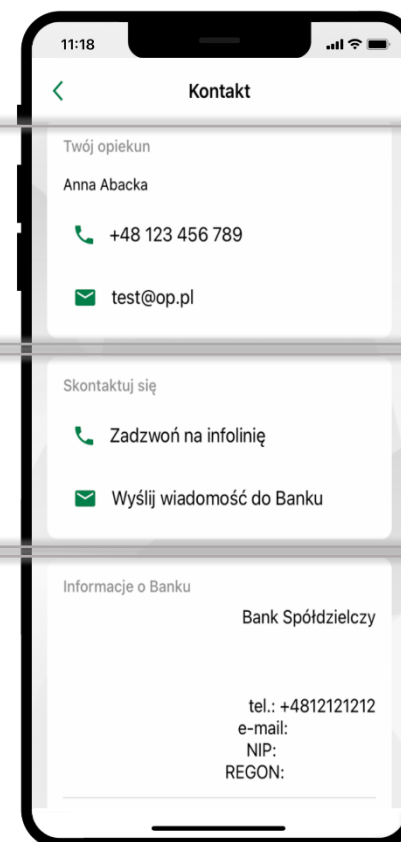 11:18
Kontakt
Twój opiekun
Anna Abacka
+48 123 456 789
test@op.pl
Skontaktuj się
Zadzwoń na infolinię
Wyślij wiadomość do Banku
Informacje o Banku
Bank Spółdzielczy
tel.: +4812121212
e-mail:
NIP:
REGON: